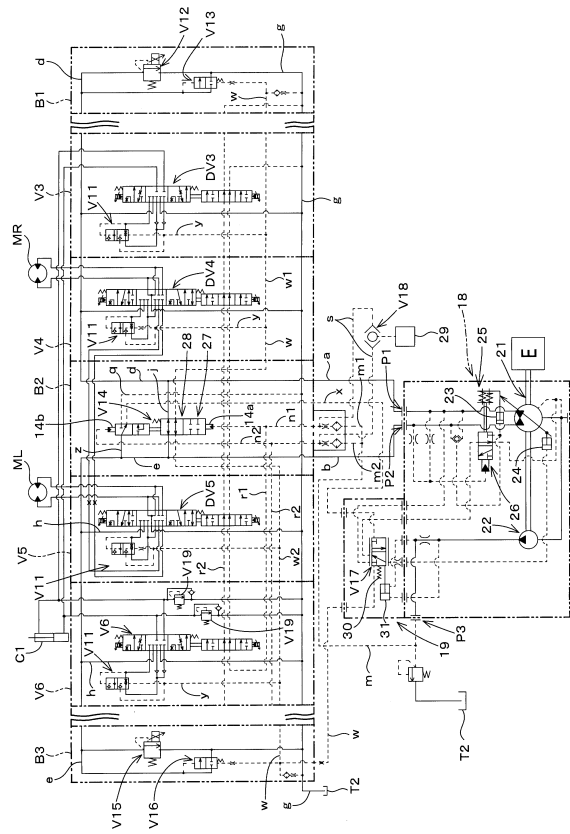 V12
V13
g
d
w
B1
V3
V11
DV3
y
g
MR
V4
V11
DV4
w1
y
w
B2
V14
14b
q
d
j
28
27
14a
z
e
n2
n1
x
a
b
m2
m1
s
V18
29
P1
P2
ML
V5
h
V11
x
x
DV5
r1
r2
r2
w2
C1
V6
V19
V19
V11
V6
h
y
B3
e
V15
V16
w
w
g
x
T2
m
V17
30
31
19
P3
18
25
21
E
23
24
26
22
T2